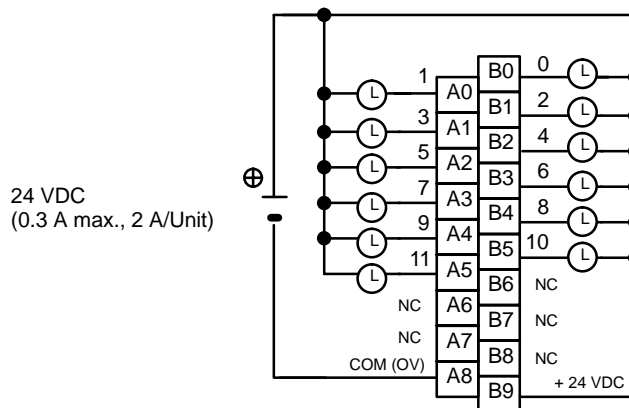 24 VDC
(0.3 A max., 2 A/Unit)
B0 0 L
1 L A0
B1 2 L
3 L A1
B2 4 L
5 L A2
B3 6 L
7 L A3
B4 8 L
9 L A4
B5 10 L
11 L A5
B6 NC
NC A6
B7 NC
NC A7
B8 NC
COM (OV) A8
B9 + 24 VDC